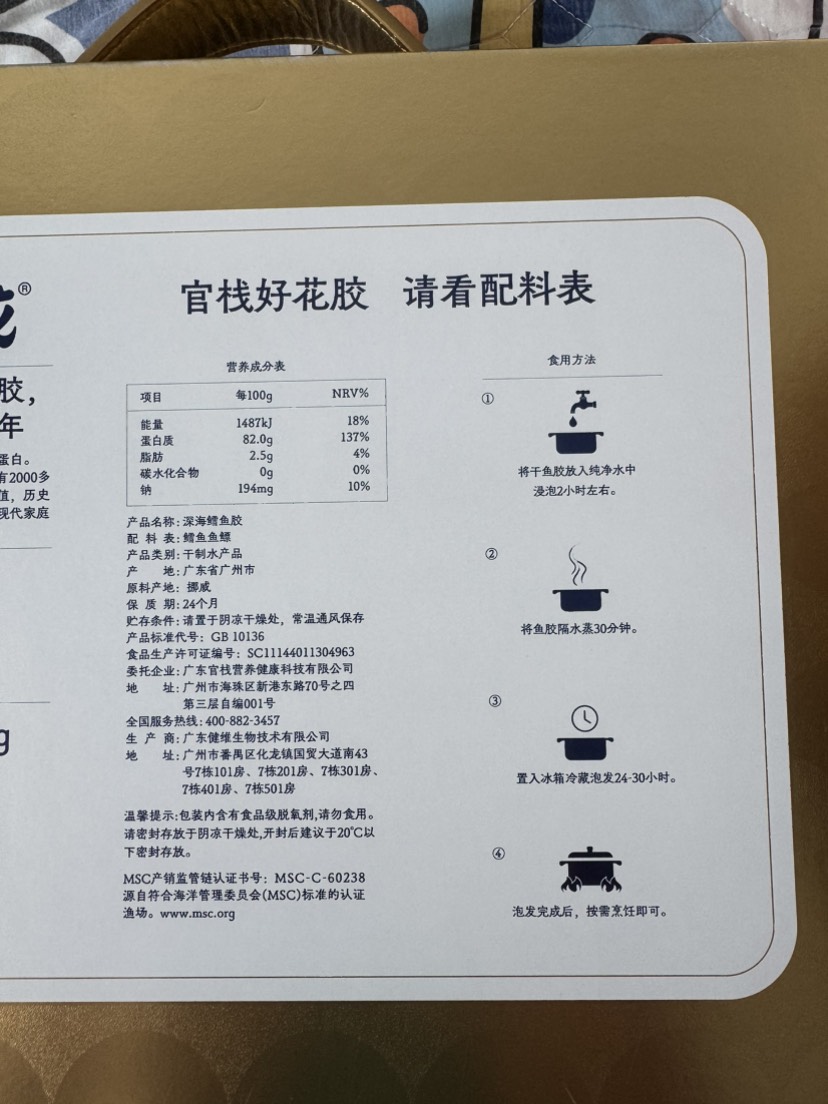 ®
胶，
年
蛋白。
有2000多
值，历史
现代家庭
g
官栈好花胶 请看配料表
营养成分表
项目 每100g NRV%
能量 1487kJ 18%
蛋白质 82.0g 137%
脂肪 2.5g 4%
碳水化合物 0g 0%
钠 194mg 10%
产品名称：深海鳕鱼胶
配 料 表：鳕鱼鱼鳔
产品类别：干制水产品
产 地：广东省广州市
原料产地：挪威
保 质 期：24个月
贮存条件：请置于阴凉干燥处，常温通风保存
产品标准代号：GB 10136
食品生产许可证编号：SC11144011304963
委托企业：广东官栈营养健康科技有限公司
地 址：广州市海珠区新港东路70号之四
第三层自编001号
全国服务热线：400-882-3457
生 产 商：广东健维生物技术有限公司
地 址：广州市番禺区化龙镇国贸大道南43
号7栋101房、7栋201房、7栋301房、
7栋401房、7栋501房
温馨提示：包装内含有食品级脱氧剂，请勿食用。
请密封存放于阴凉干燥处，开封后建议于20℃以
下密封存放。
MSC产销监管链认证书号：MSC-C-60238
源自符合海洋管理委员会(MSC)标准的认证
渔场。www.msc.org
食用方法
①
将干鱼胶放入纯净水中
浸泡2小时左右。
②
将鱼胶隔水蒸30分钟。
③
置入冰箱冷藏泡发24-30小时。
④
泡发完成后，按需烹饪即可。